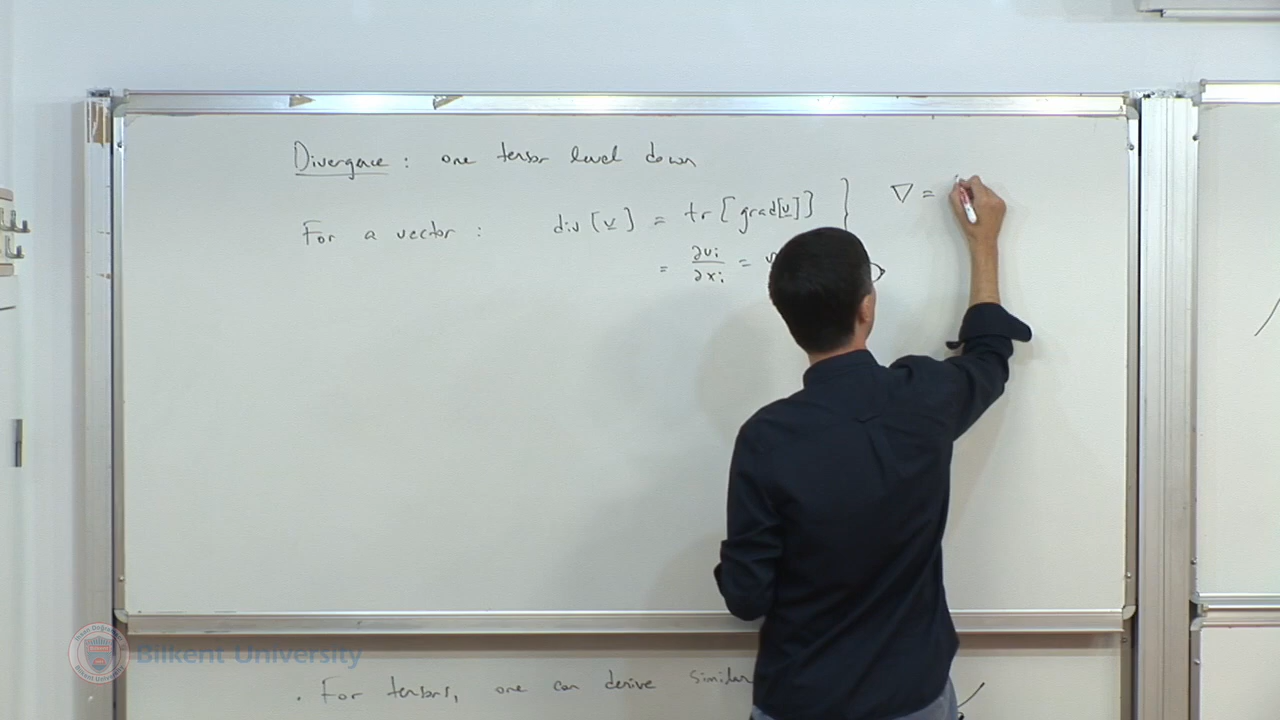 Divergence : one tensor level down
For a vector : div [v] = tr [grad[v]] } ∇ =
= ∂vi/∂xi =
Bilkent University
. For tensors, one can derive similar